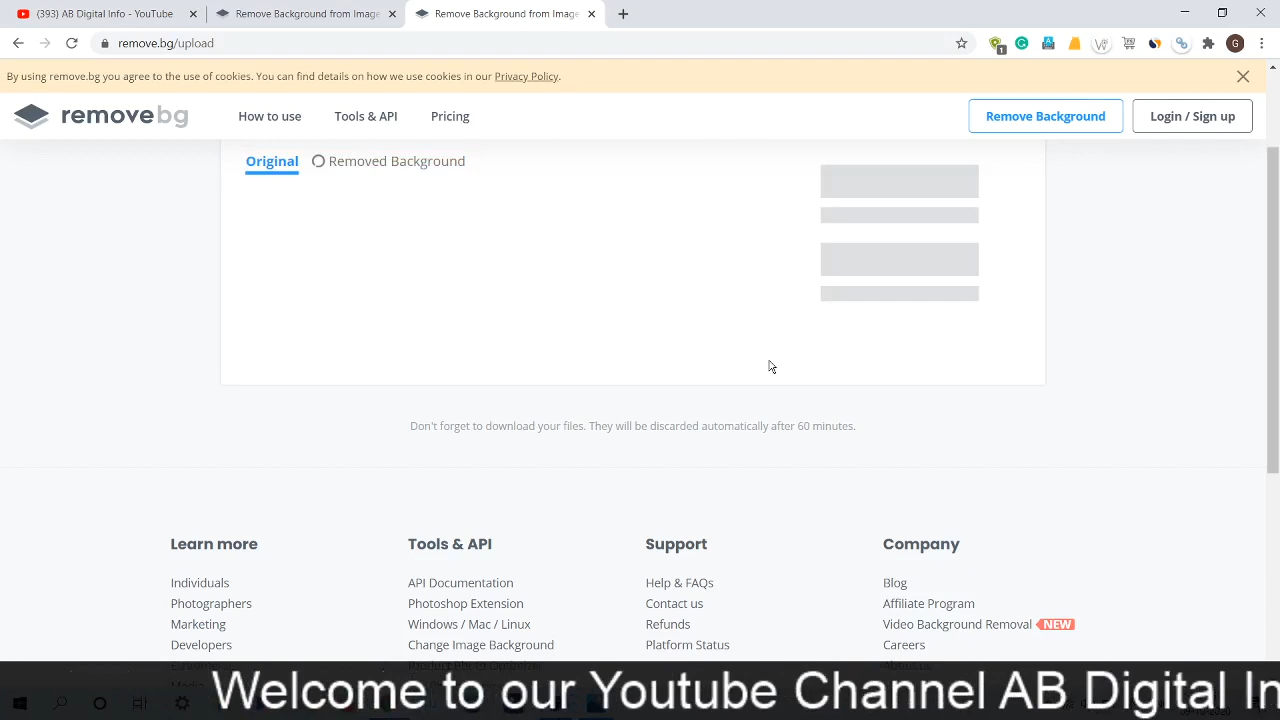 (393) AB Digital Info - YouTube
Remove Background from Imag
Remove Background from Imag
remove.bg/upload
By using remove.bg you agree to the use of cookies. You can find details on how we use cookies in our Privacy Policy.
removebg How to use Tools & API Pricing Remove Background Login / Sign up
Original Removed Background
Don't forget to download your files. They will be discarded automatically after 60 minutes.
Learn more
Individuals
Photographers
Marketing
Developers
Tools & API
API Documentation
Photoshop Extension
Windows / Mac / Linux
Change Image Background
Support
Help & FAQs
Contact us
Refunds
Platform Status
Company
Blog
Affiliate Program
Video Background Removal NEW
Careers
Welcome to our Youtube Channel AB Digital In